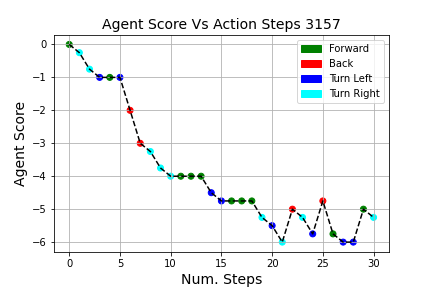 Agent Score Vs Action Steps 3157
Forward
Back
Turn Left
Turn Right
0
−1
−2
−3
−4
−5
−6
Agent Score
0 5 10 15 20 25 30
Num. Steps